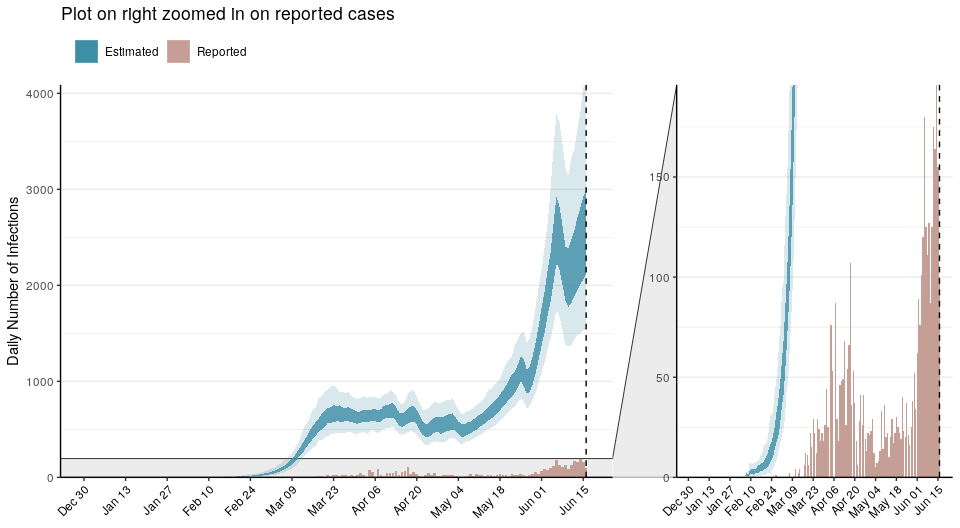 Plot on right zoomed in on reported cases
Estimated Reported
Daily Number of Infections
4000
3000
2000
1000
0
Dec 30 Jan 13 Jan 27 Feb 10 Feb 24 Mar 09 Mar 23 Apr 06 Apr 20 May 04 May 18 Jun 01 Jun 15
150
100
50
0
Dec 30 Jan 13 Jan 27 Feb 10 Feb 24 Mar 09 Mar 23 Apr 06 Apr 20 May 04 May 18 Jun 01 Jun 15